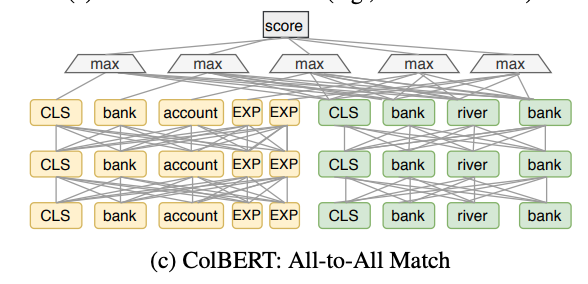 score
max max max max max
CLS bank account EXP EXP CLS bank river bank
CLS bank account EXP EXP CLS bank river bank
CLS bank account EXP EXP CLS bank river bank
(c) ColBERT: All-to-All Match